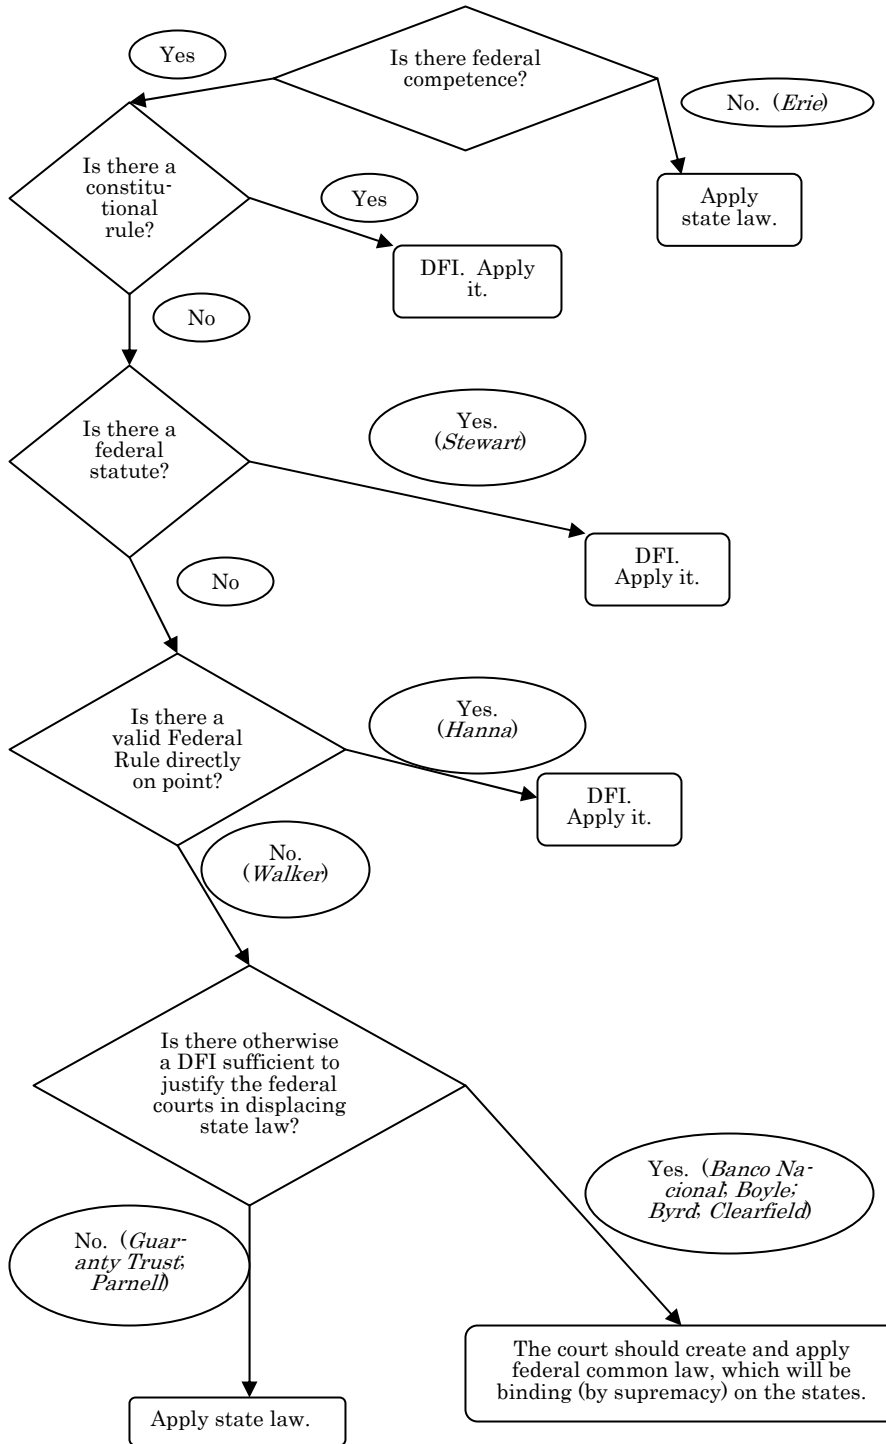 Is there federal
competence?
Yes
No. (Erie)
Apply
state law.
Is there a
constitu-
tional
rule?
Yes
DFI. Apply
it.
No
Is there a
federal
statute?
Yes.
(Stewart)
DFI.
Apply it.
No
Is there a
valid Federal
Rule directly
on point?
Yes.
(Hanna)
DFI.
Apply it.
No.
(Walker)
Is there otherwise
a DFI sufficient to
justify the federal
courts in displacing
state law?
Yes. (Banco Na-
cional; Boyle;
Byrd; Clearfield)
No. (Guar-
anty Trust;
Parnell)
The court should create and apply
federal common law, which will be
binding (by supremacy) on the states.
Apply state law.